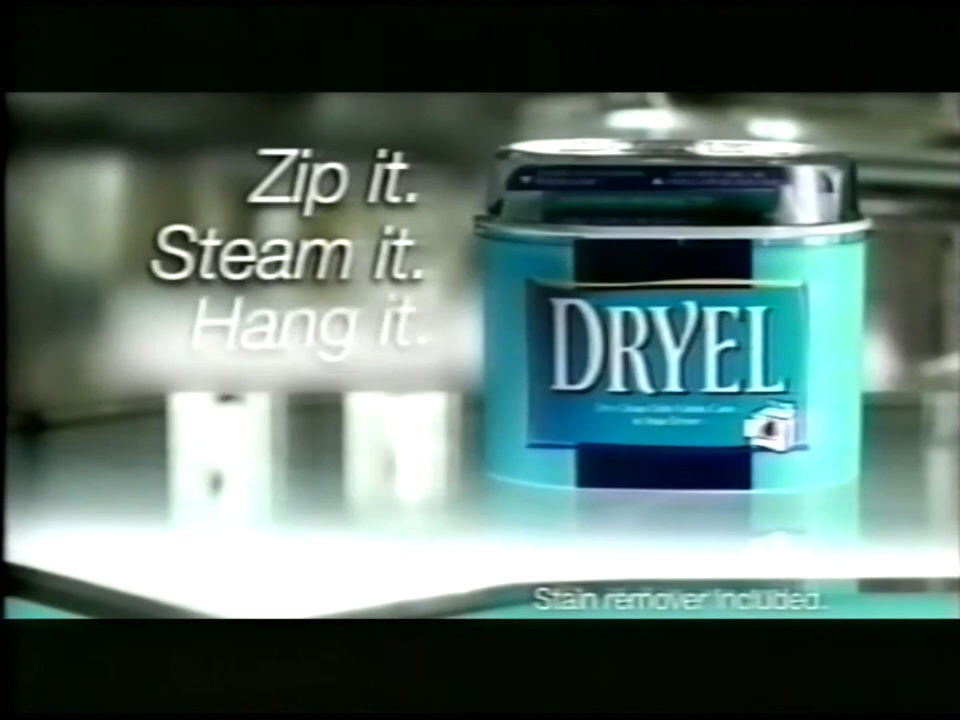 Zip it.
Steam it.
Hang it.
DRYEL
Stain remover included.